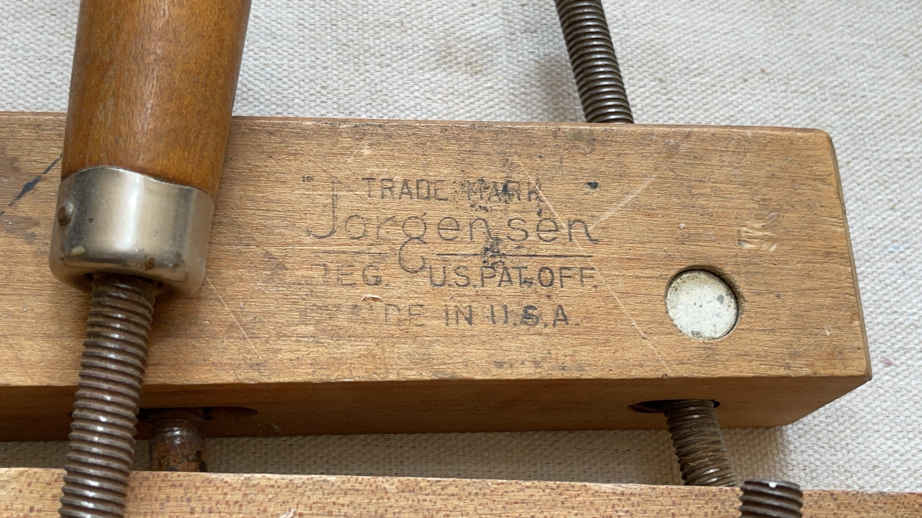 TRADE MARK
"Jorgensen"
REG. U.S.PAT.OFF.
MADE IN U.S.A.